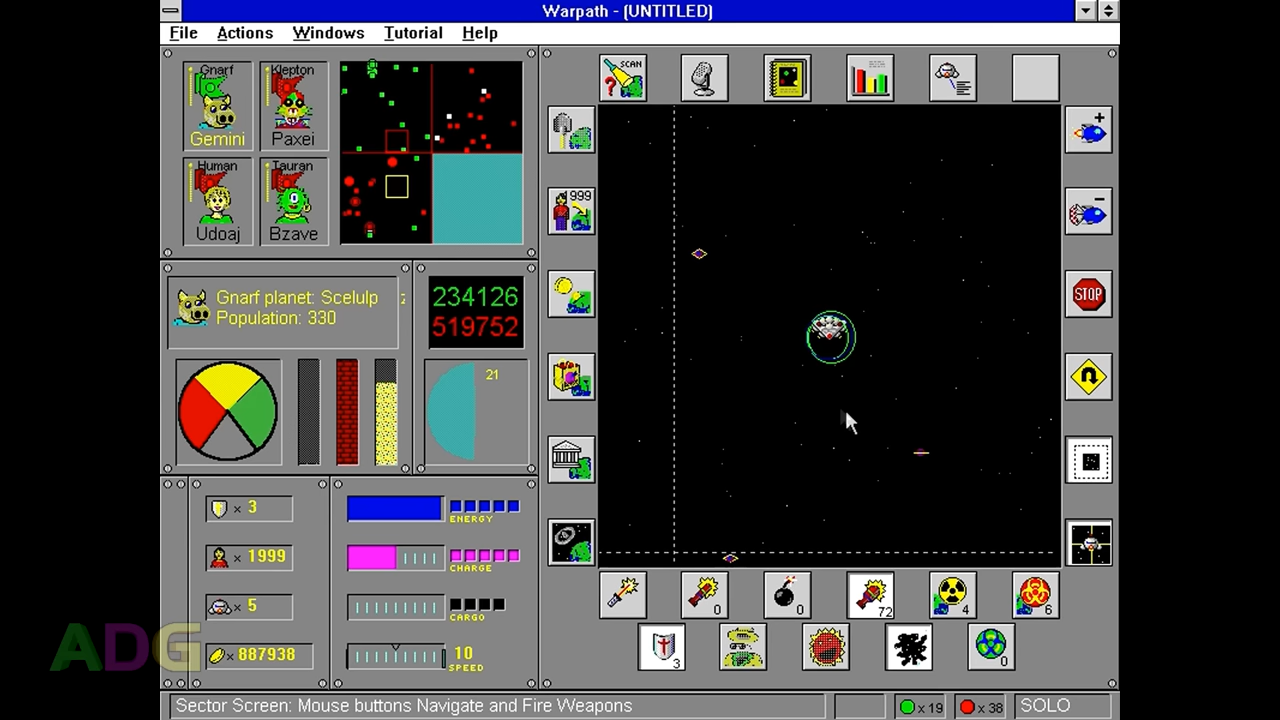 Warpath - (UNTITLED)
File Actions Windows Tutorial Help
Gnarf Klepton
Gemini Paxei
Human Tauran
Udoaj Bzave
SCAN
999
Gnarf planet: Scelulp
Population: 330
234126
519752
21
× 3
ENERGY
× 1999
CHARGE
× 5
CARGO
× 887938
10
SPEED
STOP
0 0 72 4 6
3 0
ADG
Sector Screen: Mouse buttons Navigate and Fire Weapons
x 19
x 38
SOLO